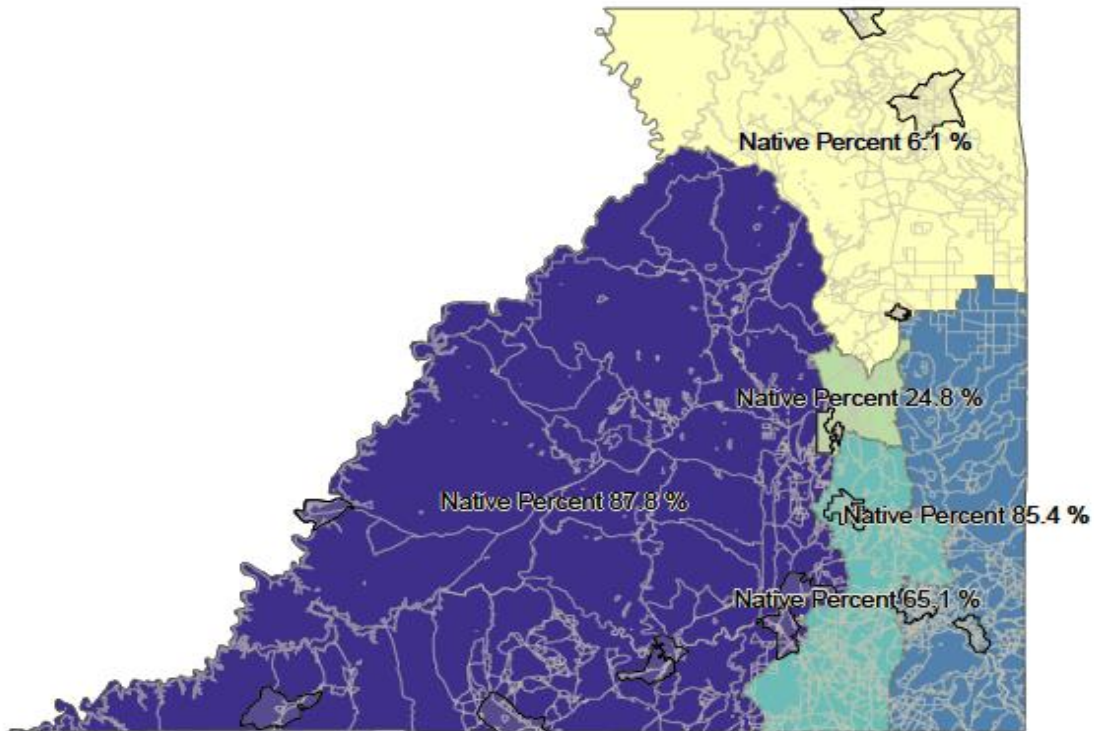 Native Percent 6.1 %
Native Percent 24.8 %
Native Percent 87.8 %
Native Percent 85.4 %
Native Percent 65.1 %